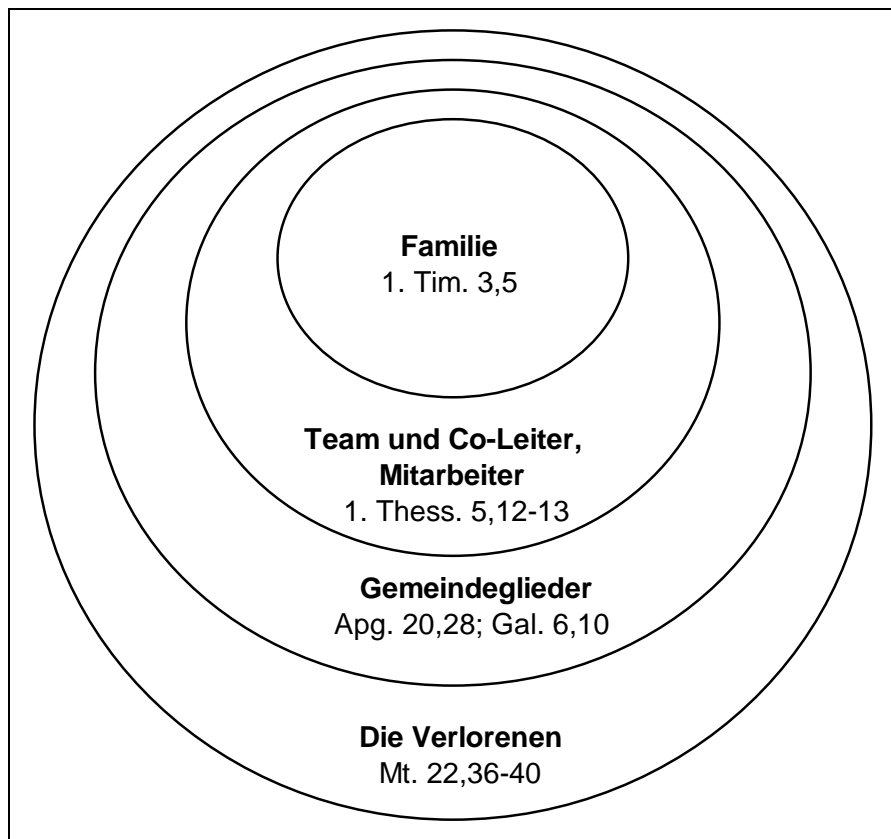 Familie
1. Tim. 3,5
Team und Co-Leiter,
Mitarbeiter
1. Thess. 5,12-13
Gemeindeglieder
Apg. 20,28; Gal. 6,10
Die Verlorenen
Mt. 22,36-40